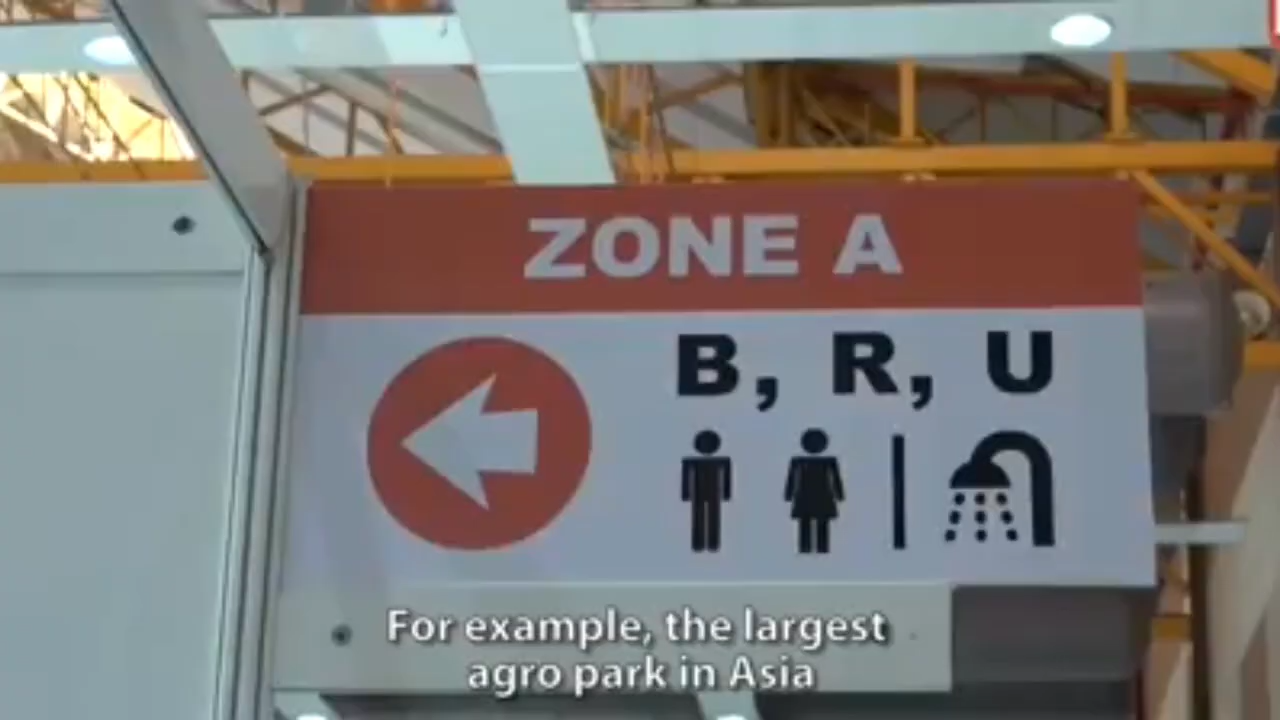 ZONE A
B, R, U
For example, the largest
agro park in Asia